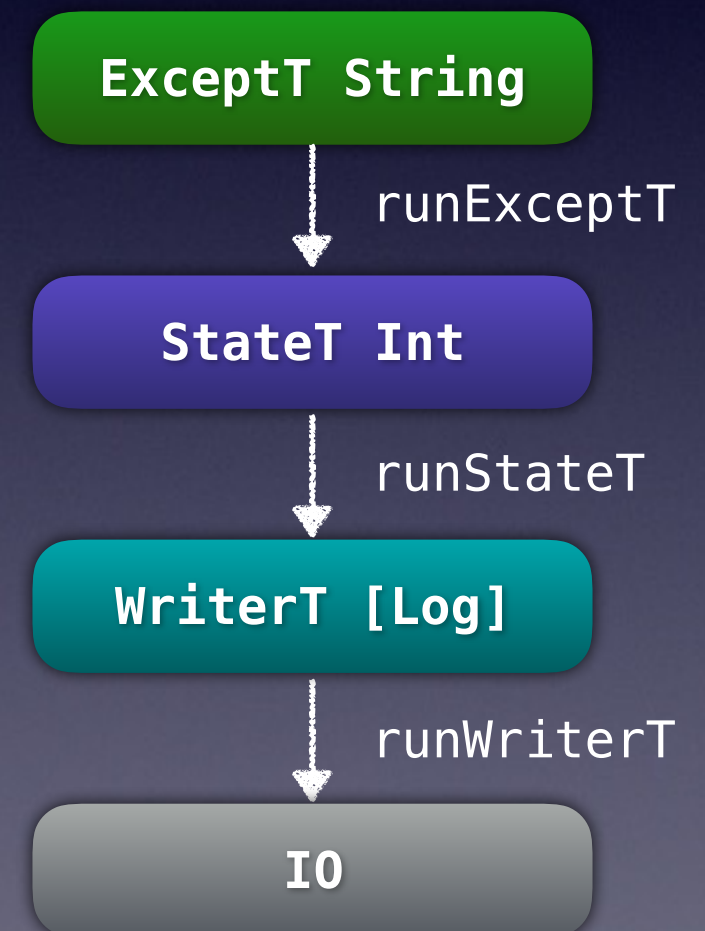 ExceptT String
runExceptT
StateT Int
runStateT
WriterT [Log]
runWriterT
IO